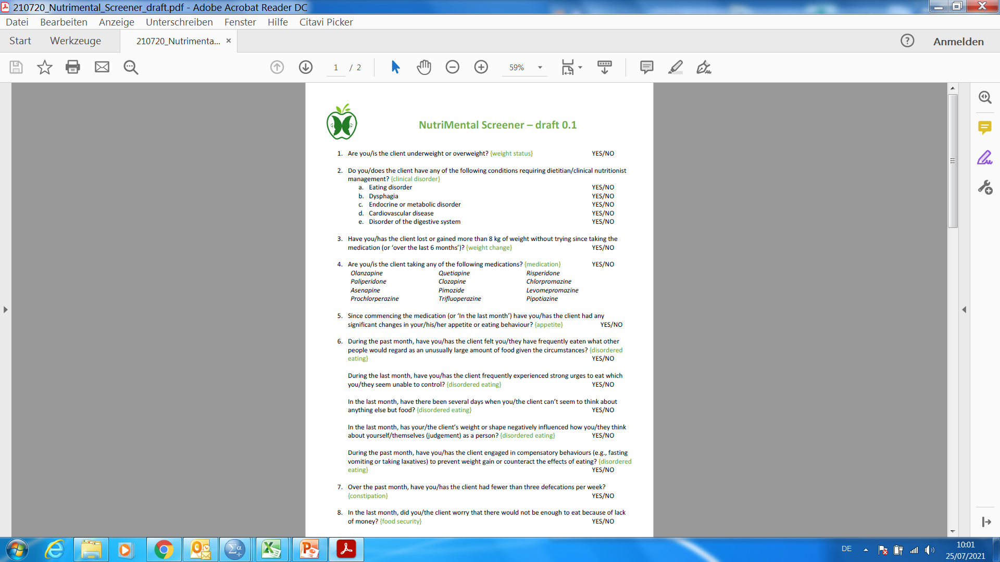 210720_Nutrimental_Screener_draft.pdf - Adobe Acrobat Reader DC
Datei Bearbeiten Anzeige Unterschreiben Fenster Hilfe Citavi Picker
Start Werkzeuge 210720_Nutrimenta... × Anmelden
1 / 2 59%
NutriMental Screener – draft 0.1
1. Are you/is the client underweight or overweight? {weight status} YES/NO
2. Do you/does the client have any of the following conditions requiring dietitian/clinical nutritionist
management? {clinical disorder}
a. Eating disorder YES/NO
b. Dysphagia YES/NO
c. Endocrine or metabolic disorder YES/NO
d. Cardiovascular disease YES/NO
e. Disorder of the digestive system YES/NO
3. Have you/has the client lost or gained more than 8 kg of weight without trying since taking the
medication (or ‘over the last 6 months’)? {weight change} YES/NO
4. Are you/is the client taking any of the following medications? {medication} YES/NO
Olanzapine Quetiapine Risperidone
Paliperidone Clozapine Chlorpromazine
Asenapine Pimozide Levomepromazine
Prochlorperazine Trifluoperazine Pipotiazine
5. Since commencing the medication (or ‘In the last month’) have you/has the client had any
significant changes in your/his/her appetite or eating behaviour? {appetite} YES/NO
6. During the past month, have you/has the client felt you/they have frequently eaten what other
people would regard as an unusually large amount of food given the circumstances? {disordered
eating} YES/NO
During the last month, have you/has the client frequently experienced strong urges to eat which
you/they seem unable to control? {disordered eating} YES/NO
In the last month, have there been several days when you/the client can’t seem to think about
anything else but food? {disordered eating} YES/NO
In the last month, has your/the client’s weight or shape negatively influenced how you/they think
about yourself/themselves (judgement) as a person? {disordered eating} YES/NO
During the past month, have you/has the client engaged in compensatory behaviours (e.g., fasting
vomiting or taking laxatives) to prevent weight gain or counteract the effects of eating? {disordered
eating} YES/NO
7. Over the past month, have you/has the client had fewer than three defecations per week?
{constipation} YES/NO
8. In the last month, did you/the client worry that there would not be enough to eat because of lack
of money? {food security} YES/NO
DE 10:01
25/07/2021